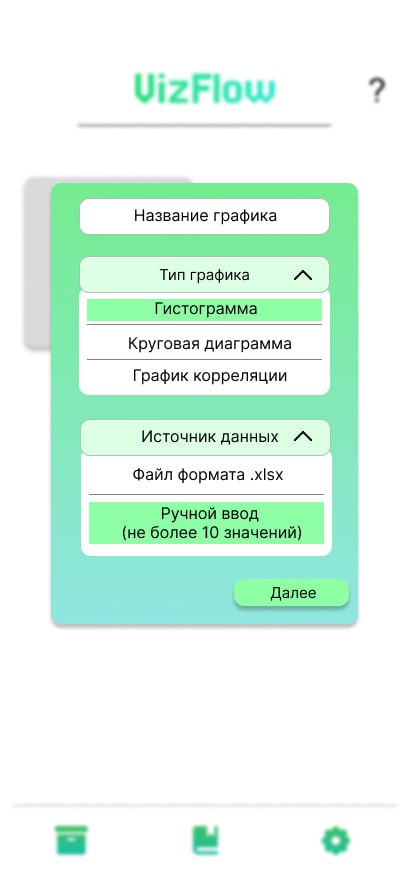 VizFlow
?
Название графика
Тип графика
Гистограмма
Круговая диаграмма
График корреляции
Источник данных
Файл формата .xlsx
Ручной ввод
(не более 10 значений)
Далее